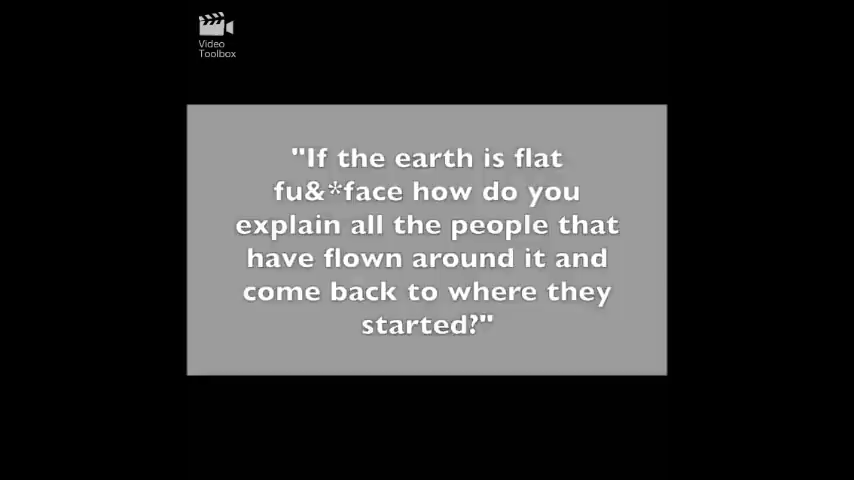 Video
Toolbox
"If the earth is flat
fu&*face how do you
explain all the people that
have flown around it and
come back to where they
started?"